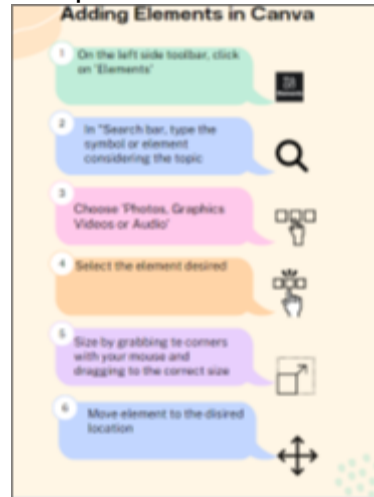 Adding Elements in Canva
1
On the left side toolbar, click
on 'Elements'
2
In "Search bar, type the
symbol or element
considering the topic
3
Choose 'Photos, Graphics
Videos or Audio'
4
Select the element desired
5
Size by grabbing te corners
with your mouse and
dragging to the correct size
6
Move element to the disired
location